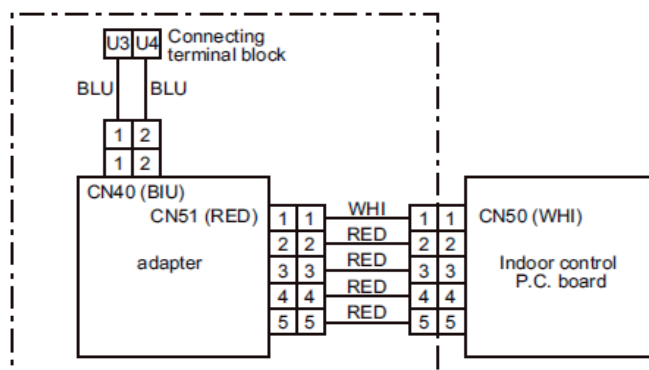 U3 U4 Connecting
terminal block
BLU BLU
1 2
1 2
CN40 (BIU)
CN51 (RED) 1 1 WHI 1 1 CN50 (WHI)
2 2 RED 2 2
adapter 3 3 RED 3 3 Indoor control
P.C. board
4 4 RED 4 4
5 5 RED 5 5